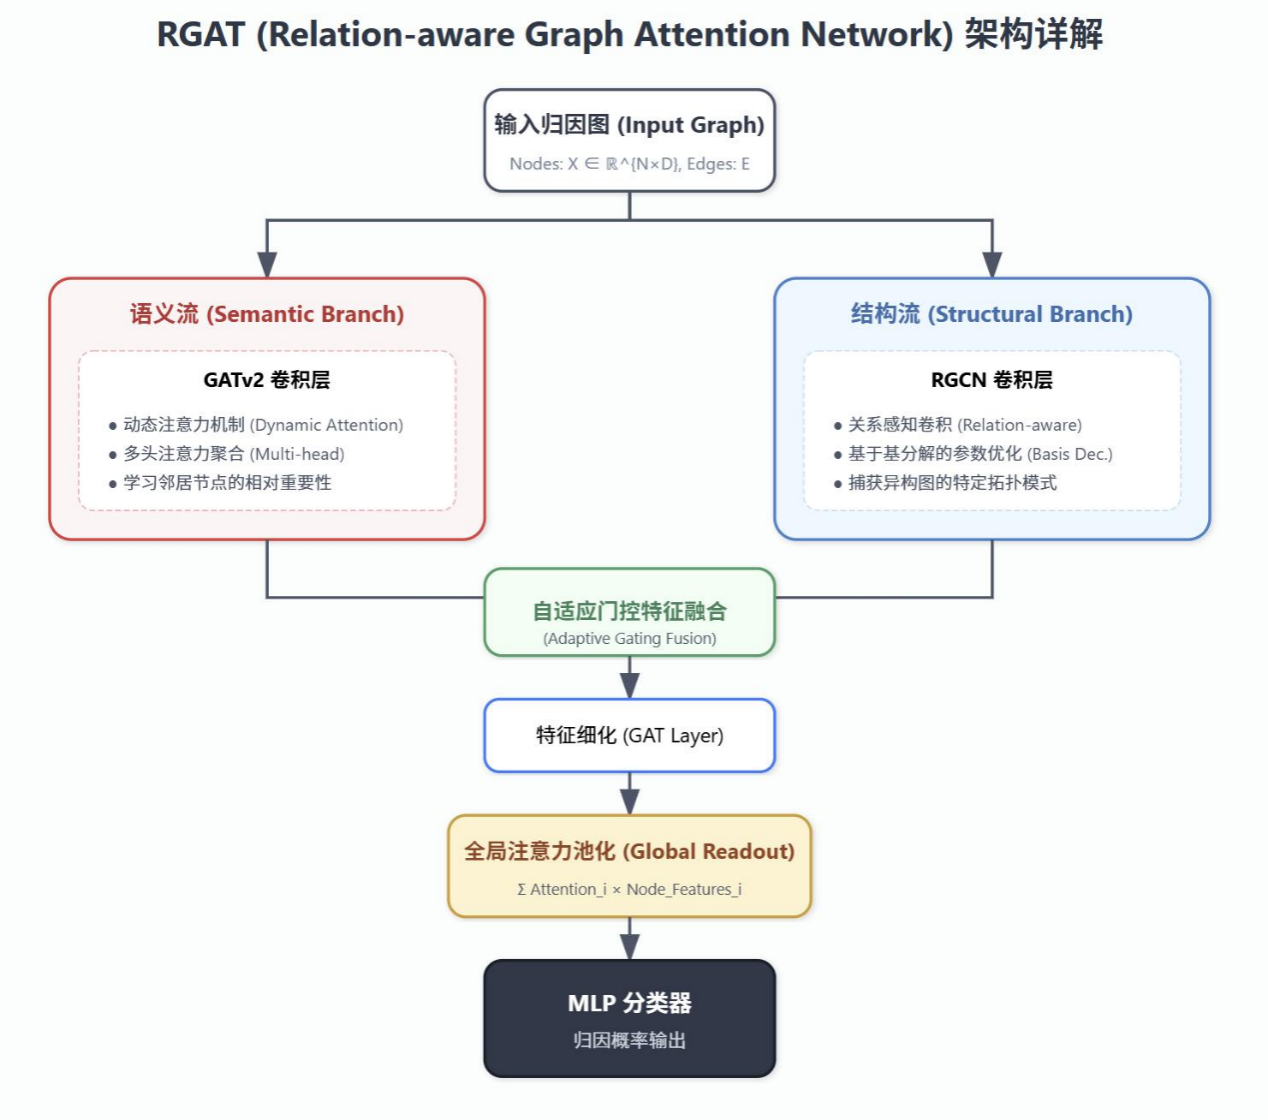 RGAT (Relation-aware Graph Attention Network) 架构详解
输入归因图 (Input Graph)
Nodes: X ∈ ℝ^{N×D}, Edges: E
语义流 (Semantic Branch)
GATv2 卷积层
● 动态注意力机制 (Dynamic Attention)
● 多头注意力聚合 (Multi-head)
● 学习邻居节点的相对重要性
结构流 (Structural Branch)
RGCN 卷积层
● 关系感知卷积 (Relation-aware)
● 基于基分解的参数优化 (Basis Dec.)
● 捕获异构图的特定拓扑模式
自适应门控特征融合
(Adaptive Gating Fusion)
特征细化 (GAT Layer)
全局注意力池化 (Global Readout)
Σ Attention_i × Node_Features_i
MLP 分类器
归因概率输出